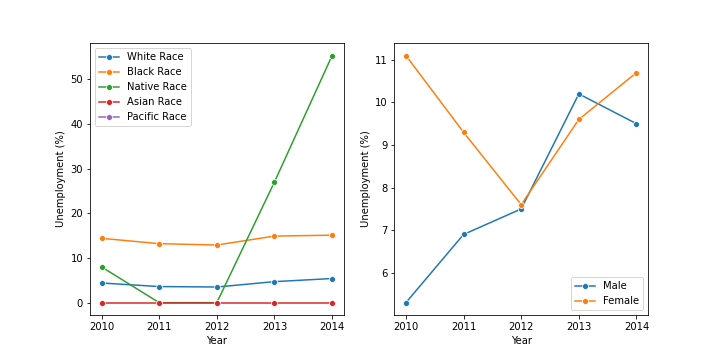 White Race
Black Race
Native Race
Asian Race
Pacific Race
50
40
30
20
10
0
Unemployment (%)
2010 2011 2012 2013 2014
Year
11
10
9
8
7
6
Unemployment (%)
Male
Female
2010 2011 2012 2013 2014
Year